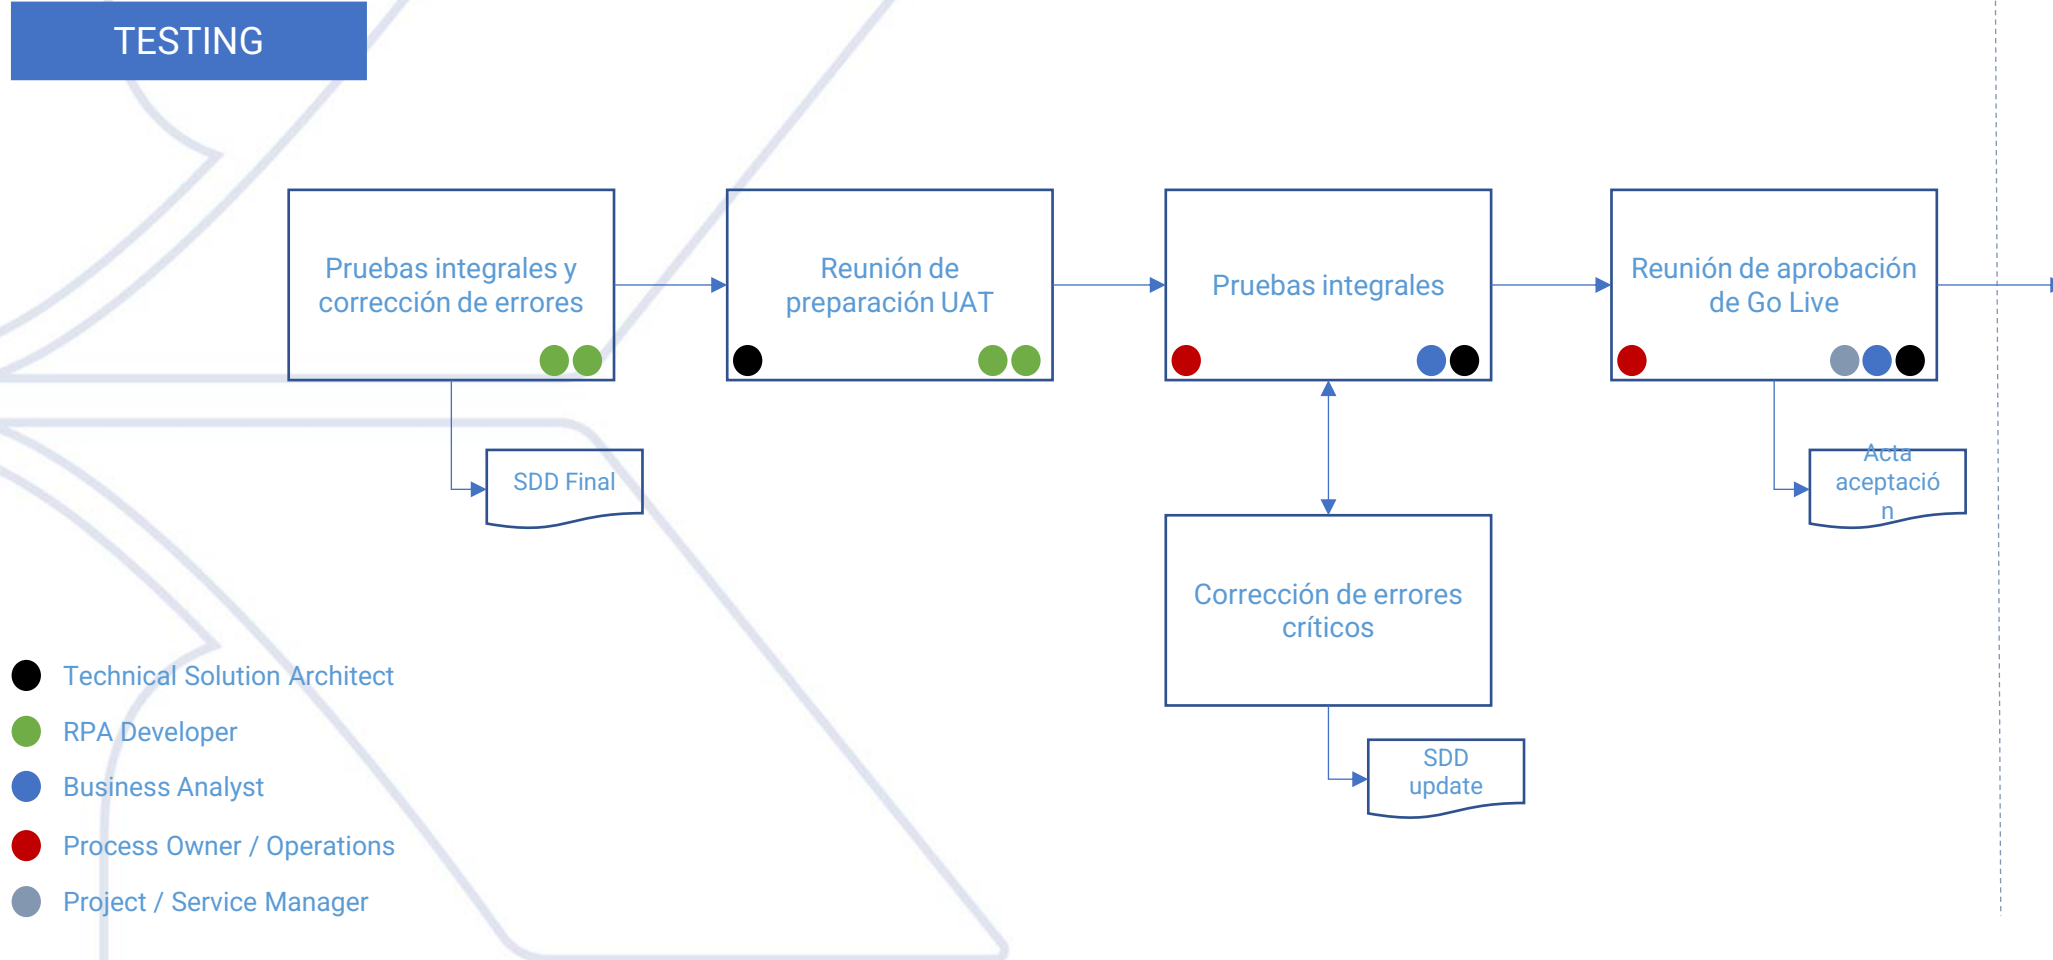 TESTING
Pruebas integrales y
corrección de errores
Reunión de
preparación UAT
Pruebas integrales
Reunión de aprobación
de Go Live
SDD Final
Acta
aceptació
n
Corrección de errores
críticos
SDD
update
Technical Solution Architect
RPA Developer
Business Analyst
Process Owner / Operations
Project / Service Manager